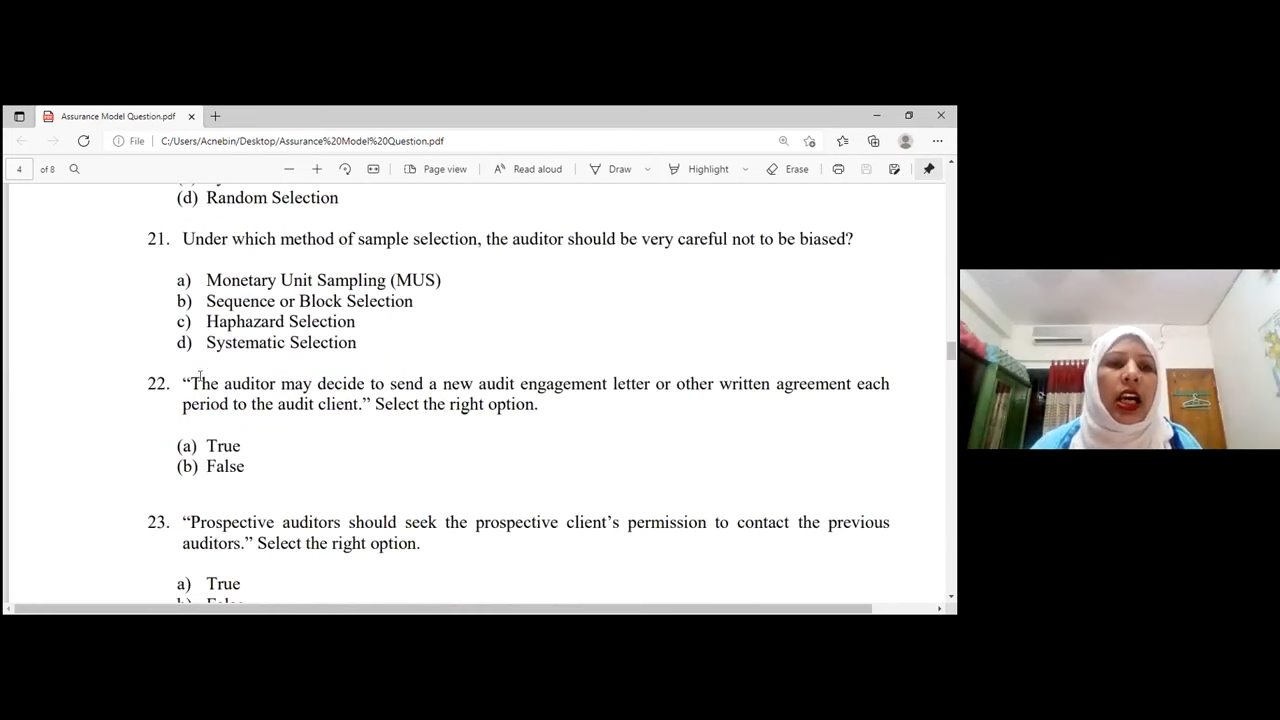 Assurance Model Question.pdf
File C:/Users/Acnebin/Desktop/Assurance%20Model%20Question.pdf
4 of 8 Page view Read aloud Draw Highlight Erase
(d) Random Selection
21. Under which method of sample selection, the auditor should be very careful not to be biased?
a) Monetary Unit Sampling (MUS)
b) Sequence or Block Selection
c) Haphazard Selection
d) Systematic Selection
22. “The auditor may decide to send a new audit engagement letter or other written agreement each
period to the audit client.” Select the right option.
(a) True
(b) False
23. “Prospective auditors should seek the prospective client’s permission to contact the previous
auditors.” Select the right option.
a) True
b) False